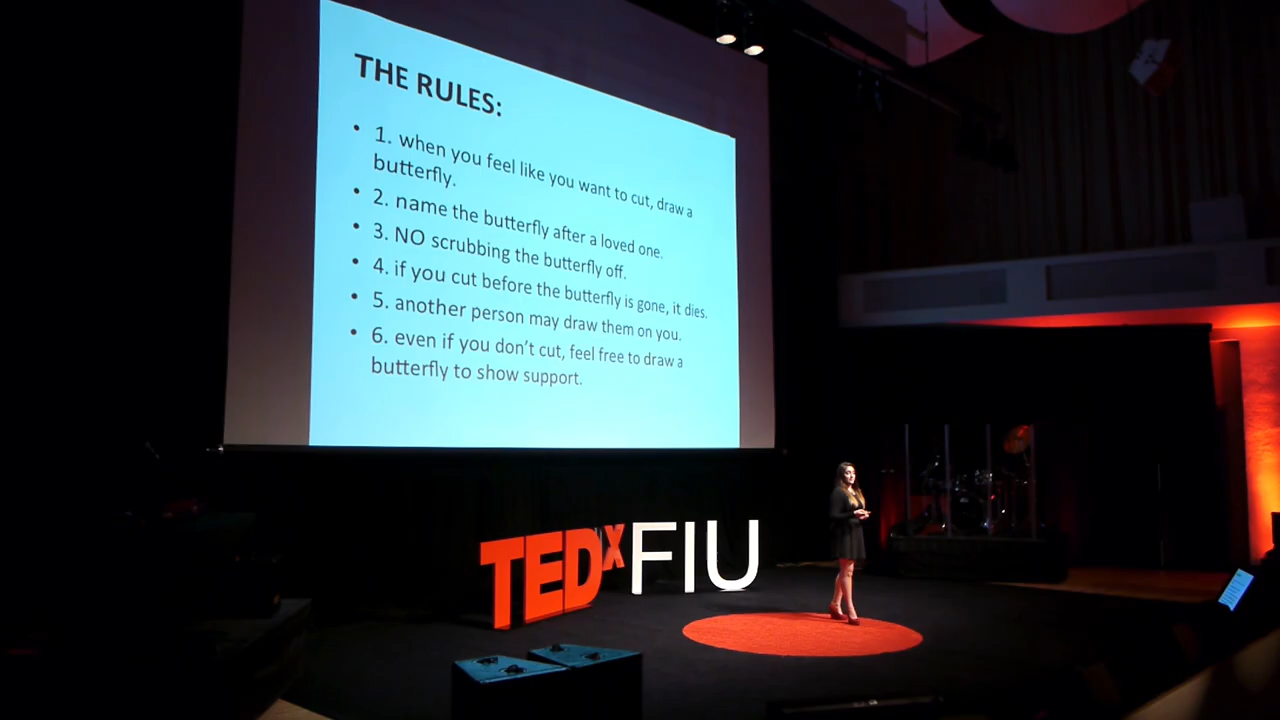 THE RULES:
• 1. when you feel like you want to cut, draw a
butterfly.
• 2. name the butterfly after a loved one.
• 3. NO scrubbing the butterfly off.
• 4. if you cut before the butterfly is gone, it dies.
• 5. another person may draw them on you.
• 6. even if you don't cut, feel free to draw a
butterfly to show support.
TEDx FIU